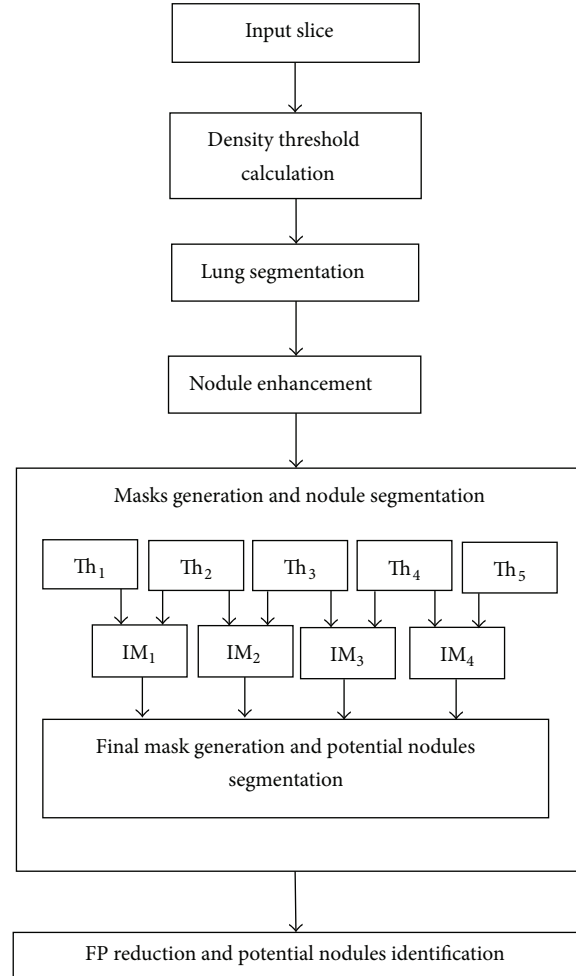 Input slice
Density threshold
calculation
Lung segmentation
Nodule enhancement
Masks generation and nodule segmentation
Th₁ Th₂ Th₃ Th₄ Th₅
IM₁ IM₂ IM₃ IM₄
Final mask generation and potential nodules
segmentation
FP reduction and potential nodules identification